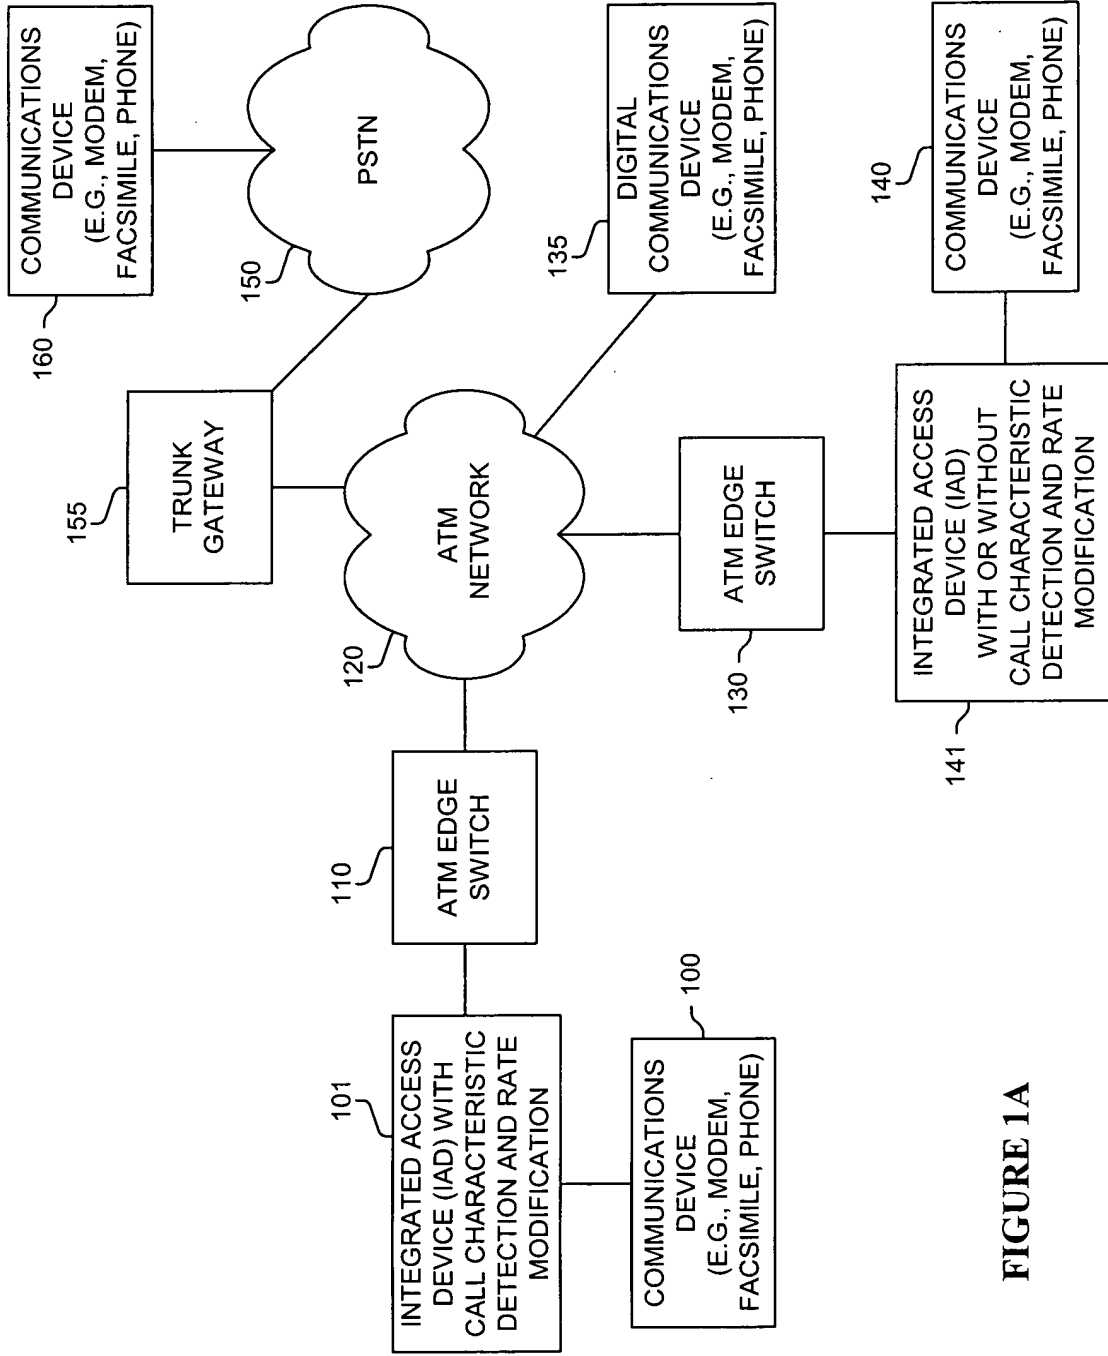 160
COMMUNICATIONS
DEVICE
(E.G., MODEM,
FACSIMILE, PHONE)
155
TRUNK
GATEWAY
150
PSTN
120
ATM
NETWORK
135
DIGITAL
COMMUNICATIONS
DEVICE
(E.G., MODEM,
FACSIMILE, PHONE)
110
ATM EDGE
SWITCH
130
ATM EDGE
SWITCH
140
COMMUNICATIONS
DEVICE
(E.G., MODEM,
FACSIMILE, PHONE)
101
INTEGRATED ACCESS
DEVICE (IAD) WITH
CALL CHARACTERISTIC
DETECTION AND RATE
MODIFICATION
100
COMMUNICATIONS
DEVICE
(E.G., MODEM,
FACSIMILE, PHONE)
141
INTEGRATED ACCESS
DEVICE (IAD)
WITH OR WITHOUT
CALL CHARACTERISTIC
DETECTION AND RATE
MODIFICATION
FIGURE 1A